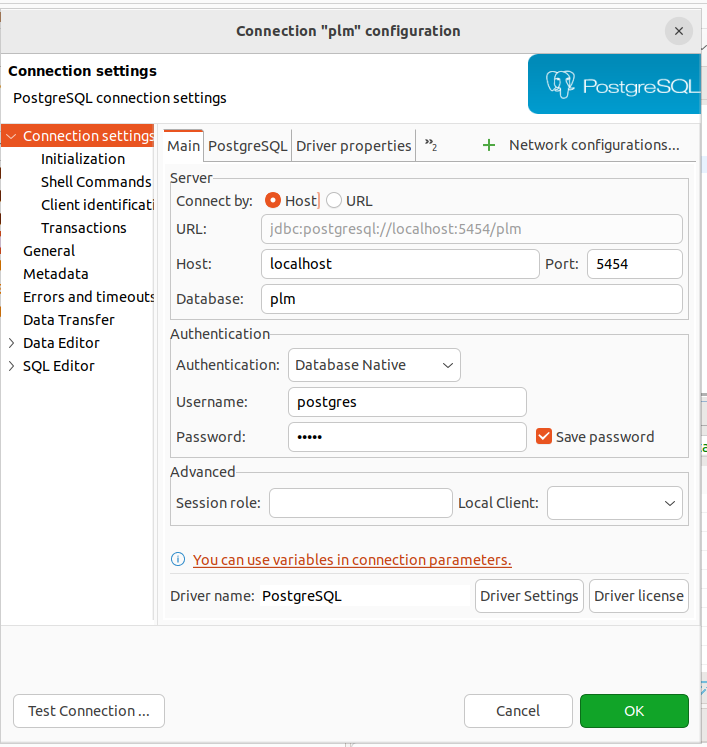 Connection "plm" configuration
Connection settings
PostgreSQL connection settings
PostgreSQL
Connection settings
Initialization
Shell Commands
Client identificati
Transactions
General
Metadata
Errors and timeouts
Data Transfer
Data Editor
SQL Editor
Main PostgreSQL Driver properties »2 + Network configurations...
Server
Connect by: Host URL
URL: jdbc:postgresql://localhost:5454/plm
Host: localhost Port: 5454
Database: plm
Authentication
Authentication: Database Native
Username: postgres
Password: •••••  Save password
Advanced
Session role: Local Client:
You can use variables in connection parameters.
Driver name: PostgreSQL Driver Settings Driver license
Test Connection ... Cancel OK